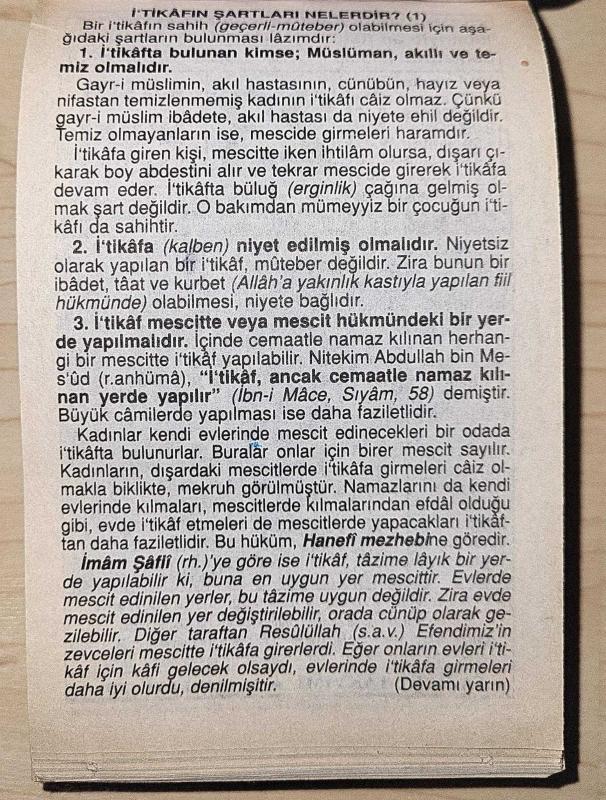 İ'TİKÂFIN ŞARTLARI NELERDİR? (1)
Bir i'tikâfın sahih (geçerli-mûteber) olabilmesi için aşa-
ğıdaki şartların bulunması lâzımdır:
1. İ'tikâfta bulunan kimse; Müslüman, akıllı ve te-
miz olmalıdır.
Gayr-i müslimin, akıl hastasının, cünübün, hayız veya
nifastan temizlenmemiş kadının i'tikâfı câiz olmaz. Çünkü
gayr-i müslim ibâdete, akıl hastası da niyete ehil değildir.
Temiz olmayanların ise, mescide girmeleri haramdır.
İ'tikâfa giren kişi, mescitte iken ihtilâm olursa, dışarı çı-
karak boy abdestini alır ve tekrar mescide girerek i'tikâfa
devam eder. İ'tikâfta büluğ (erginlik) çağına gelmiş ol-
mak şart değildir. O bakımdan mümeyyiz bir çocuğun i'ti-
kâfı da sahihtir.
2. İ'tikâfa (kalben) niyet edilmiş olmalıdır. Niyetsiz
olarak yapılan bir i'tikâf, mûteber değildir. Zira bunun bir
ibâdet, tâat ve kurbet (Allâh'a yakınlık kastıyla yapılan fiil
hükmünde) olabilmesi, niyete bağlıdır.
3. İ'tikâf mescitte veya mescit hükmündeki bir yer-
de yapılmalıdır. İçinde cemaatle namaz kılınan herhan-
gi bir mescitte i'tikâf yapılabilir. Nitekim Abdullah bin Me-
s'ûd (r.anhümâ), “İ'tikâf, ancak cemaatle namaz kılı-
nan yerde yapılır” (İbn-i Mâce, Sıyâm, 58) demiştir.
Büyük câmilerde yapılması ise daha faziletlidir.
Kadınlar kendi evlerinde mescit edinecekleri bir odada
i'tikâfta bulunurlar. Buralar onlar için birer mescit sayılır.
Kadınların, dışardaki mescitlerde i'tikâfa girmeleri câiz ol-
makla biklikte, mekruh görülmüştür. Namazlarını da kendi
evlerinde kılmaları, mescitlerde kılmalarından efdâl olduğu
gibi, evde i'tikâf etmeleri de mescitlerde yapacakları i'tikâf-
tan daha faziletlidir. Bu hüküm, Hanefî mezhebine göredir.
İmâm Şâfiî (rh.)'ye göre ise i'tikâf, tâzime lâyık bir yer-
de yapılabilir ki, buna en uygun yer mescittir. Evlerde
mescit edinilen yerler, bu tâzime uygun değildir. Zira evde
mescit edinilen yer değiştirilebilir, orada cünüp olarak ge-
zilebilir. Diğer taraftan Resûlüllah (s.a.v.) Efendimiz'in
zevceleri mescitte i'tikâfa girerlerdi. Eğer onların evleri i'ti-
kâf için kâfi gelecek olsaydı, evlerinde i'tikâfa girmeleri
daha iyi olurdu, denilmişitir. (Devamı yarın)